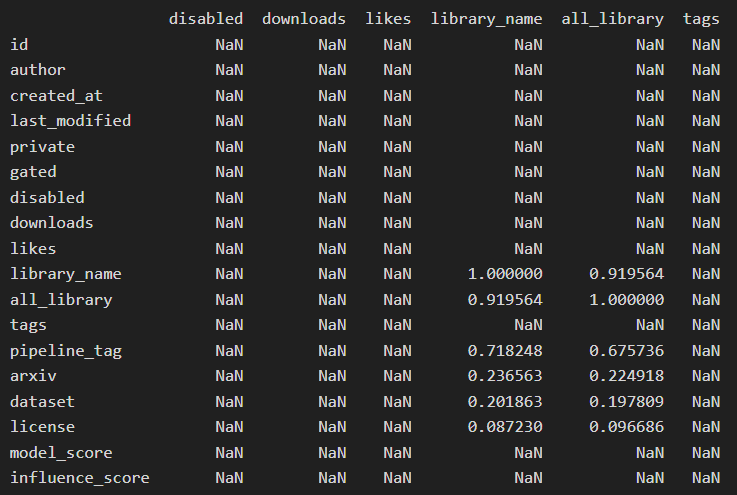 disabled downloads likes library_name all_library tags
id NaN NaN NaN NaN NaN NaN
author NaN NaN NaN NaN NaN NaN
created_at NaN NaN NaN NaN NaN NaN
last_modified NaN NaN NaN NaN NaN NaN
private NaN NaN NaN NaN NaN NaN
gated NaN NaN NaN NaN NaN NaN
disabled NaN NaN NaN NaN NaN NaN
downloads NaN NaN NaN NaN NaN NaN
likes NaN NaN NaN NaN NaN NaN
library_name NaN NaN NaN 1.000000 0.919564 NaN
all_library NaN NaN NaN 0.919564 1.000000 NaN
tags NaN NaN NaN NaN NaN NaN
pipeline_tag NaN NaN NaN 0.718248 0.675736 NaN
arxiv NaN NaN NaN 0.236563 0.224918 NaN
dataset NaN NaN NaN 0.201863 0.197809 NaN
license NaN NaN NaN 0.087230 0.096686 NaN
model_score NaN NaN NaN NaN NaN NaN
influence_score NaN NaN NaN NaN NaN NaN